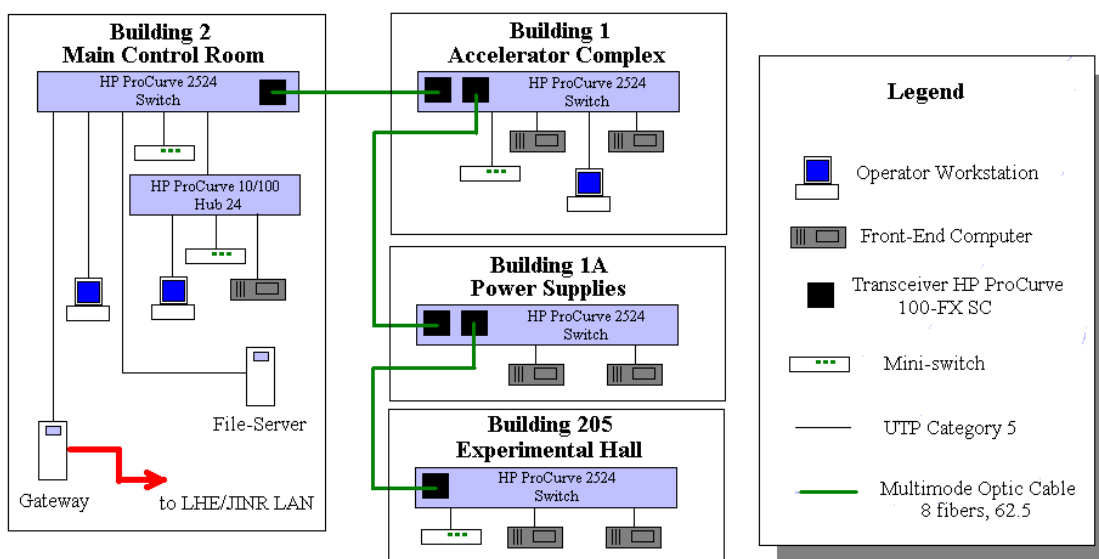 Building 2
Main Control Room
HP ProCurve 2524
Switch
HP ProCurve 10/100
Hub 24
File-Server
Gateway
to LHE/JINR LAN
Building 1
Accelerator Complex
HP ProCurve 2524
Switch
Building 1A
Power Supplies
HP ProCurve 2524
Switch
Building 205
Experimental Hall
HP ProCurve 2524
Switch
Legend
Operator Workstation
Front-End Computer
Transceiver HP ProCurve
100-FX SC
Mini-switch
UTP Category 5
Multimode Optic Cable
8 fibers, 62.5